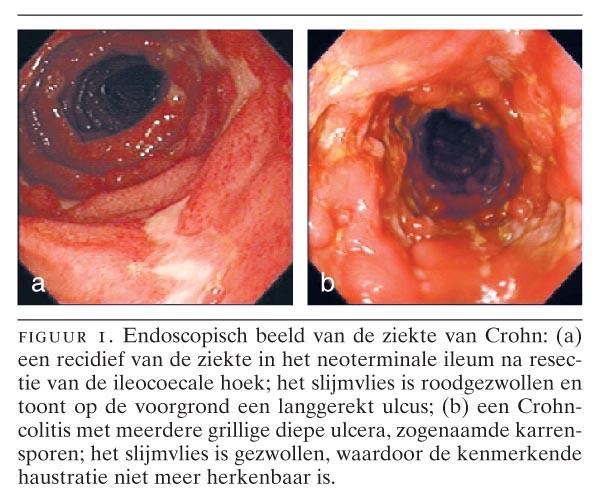 a
b
FIGUUR 1. Endoscopisch beeld van de ziekte van Crohn: (a)
een recidief van de ziekte in het neoterminale ileum na resec-
tie van de ileocoecale hoek; het slijmvlies is roodgezwollen en
toont op de voorgrond een langgerekt ulcus; (b) een Crohn-
colitis met meerdere grillige diepe ulcera, zogenaamde karren-
sporen; het slijmvlies is gezwollen, waardoor de kenmerkende
haustratie niet meer herkenbaar is.